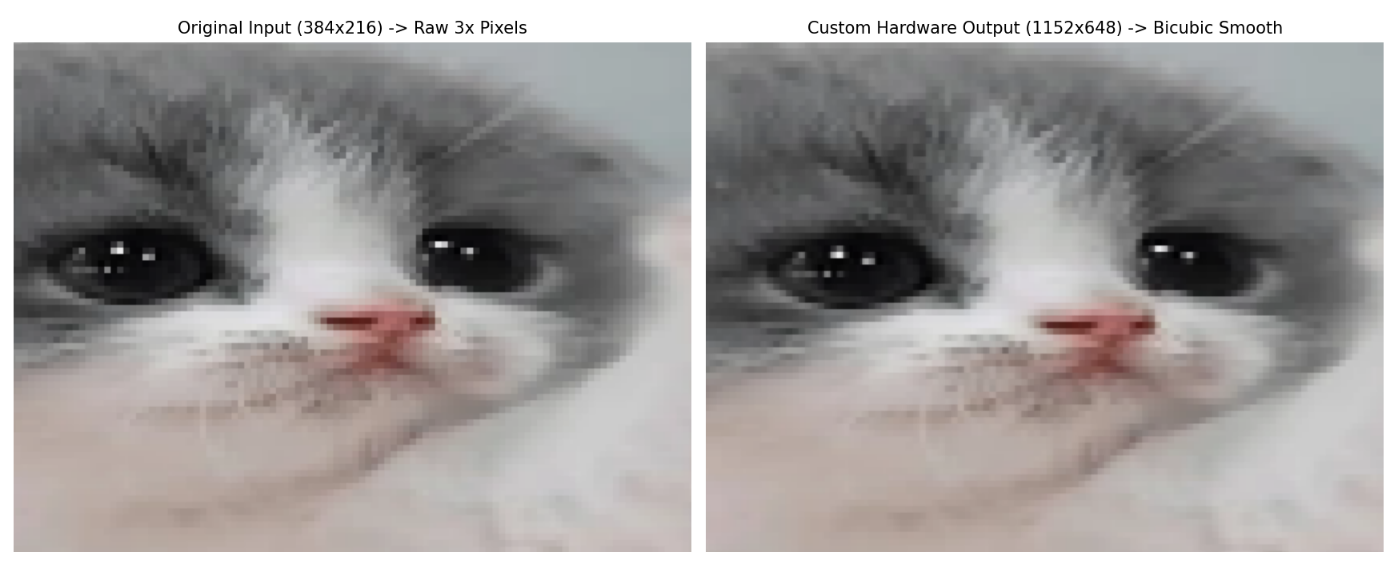 Original Input (384x216) -> Raw 3x Pixels
Custom Hardware Output (1152x648) -> Bicubic Smooth